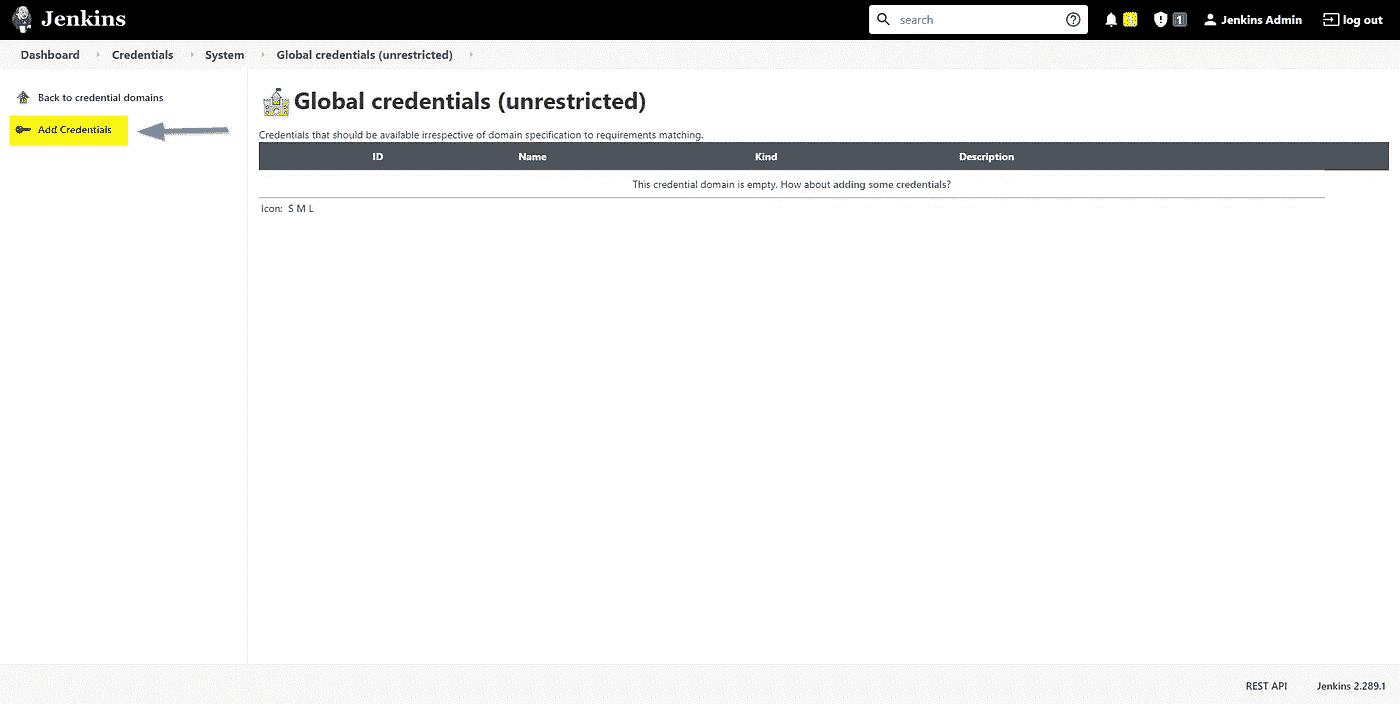 Jenkins
search
1
Jenkins Admin
log out
Dashboard
Credentials
System
Global credentials (unrestricted)
Back to credential domains
Add Credentials
Global credentials (unrestricted)
Credentials that should be available irrespective of domain specification to requirements matching.
ID Name Kind Description
This credential domain is empty. How about adding some credentials?
Icon: S M L
REST API
Jenkins 2.289.1